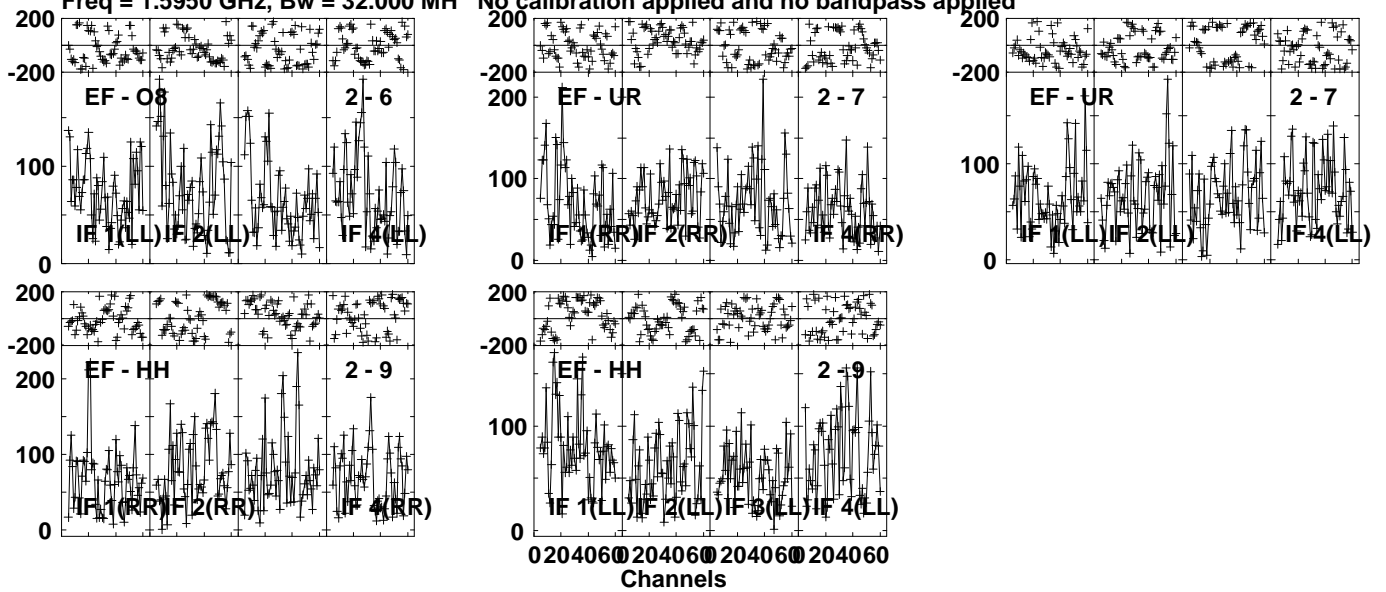 Freq = 1.5950 GHz, Bw = 32.000 MH No calibration applied and no bandpass applied
200
-200
EF - O8 2 - 6
100
0
IF 1(LL) IF 2(LL) IF 4(LL)
-200
200
EF - UR 2 - 7
100
0
IF 1(RR) IF 2(RR) IF 4(RR)
-200
200
EF - UR 2 - 7
100
0
IF 1(LL) IF 2(LL) IF 4(LL)
200
-200
200
EF - HH 2 - 9
100
0
IF 1(RR) IF 2(RR) IF 4(RR)
200
-200
EF - HH 2 - 9
100
0
IF 1(LL) IF 2(LL) IF 3(LL) IF 4(LL)
0 20 40 60 0 20 40 60 0 20 40 60 0 20 40 60
Channels